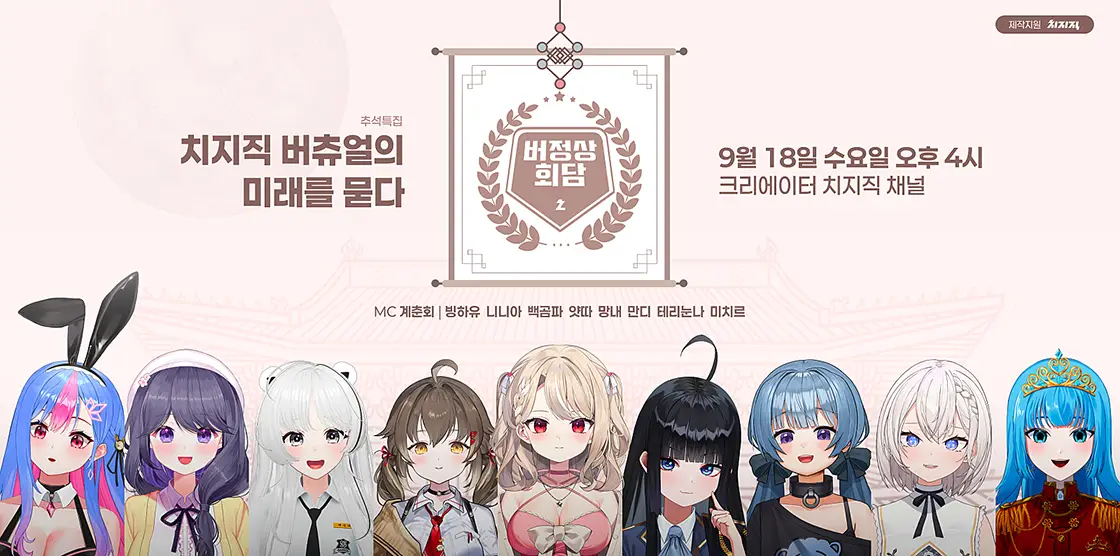 제작지원 치지직
추석특집
치지직 버츄얼의
미래를 묻다
버정상
회담
9월 18일 수요일 오후 4시
크리에이터 치지직 채널
MC 계춘회 | 빙하유 니니아 백곰파 얏따 망내 만디 테리눈나 미치르